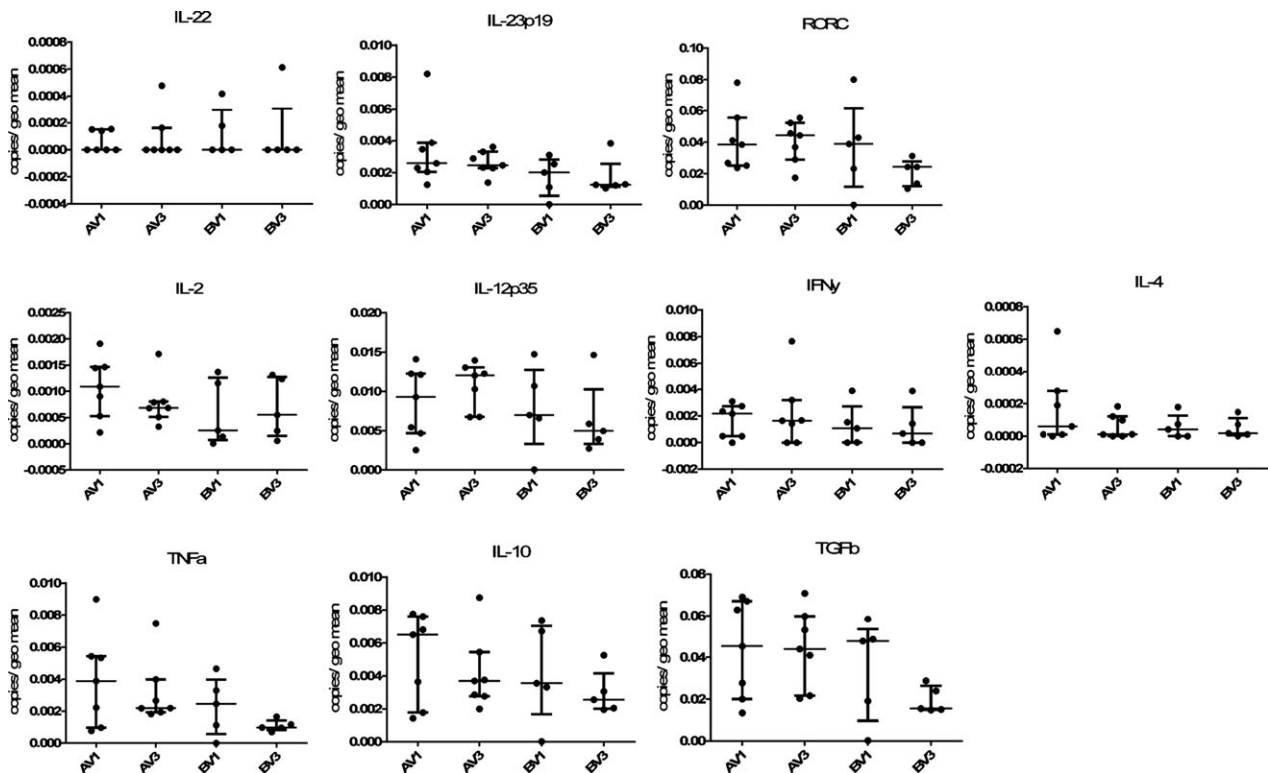 IL-22
copies/ geo mean
0.0008
0.0006
0.0004
0.0002
0.0000
-0.0002
-0.0004
AV1 AV3 BV1 BV3
IL-23p19
copies/ geo mean
0.010
0.008
0.006
0.004
0.002
0.000
AV1 AV3 BV1 BV3
RORC
copies/ geo mean
0.10
0.08
0.06
0.04
0.02
0.00
AV1 AV3 BV1 BV3
IL-2
copies/ geo mean
0.0025
0.0020
0.0015
0.0010
0.0005
0.0000
-0.0005
AV1 AV3 BV1 BV3
IL-12p35
copies/ geo mean
0.020
0.015
0.010
0.005
0.000
AV1 AV3 BV1 BV3
IFNy
copies/ geo mean
0.010
0.008
0.006
0.004
0.002
0.000
-0.002
AV1 AV3 BV1 BV3
IL-4
copies/ geo mean
0.0008
0.0006
0.0004
0.0002
0.0000
-0.0002
AV1 AV3 BV1 BV3
TNFa
copies/ geo mean
0.010
0.008
0.006
0.004
0.002
0.000
AV1 AV3 BV1 BV3
IL-10
copies/ geo mean
0.010
0.008
0.006
0.004
0.002
0.000
AV1 AV3 BV1 BV3
TGFb
copies/ geo mean
0.08
0.06
0.04
0.02
0.00
AV1 AV3 BV1 BV3